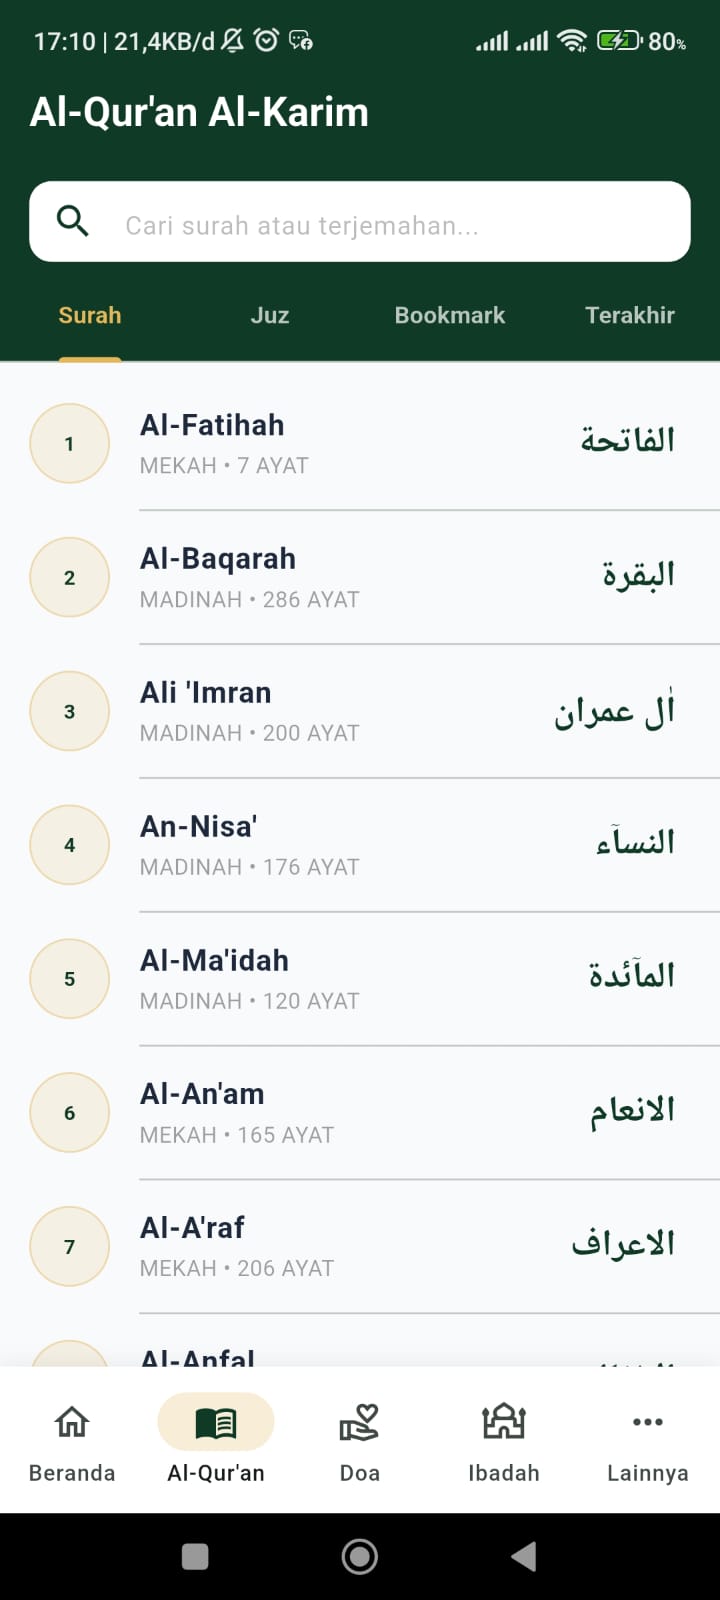 17:10 | 21,4KB/d 80%
Al-Qur'an Al-Karim
Cari surah atau terjemahan...
Surah Juz Bookmark Terakhir
1 Al-Fatihah الفاتحة
MEKAH • 7 AYAT
2 Al-Baqarah البقرة
MADINAH • 286 AYAT
3 Ali 'Imran اٰل عمران
MADINAH • 200 AYAT
4 An-Nisa' النساۤء
MADINAH • 176 AYAT
5 Al-Ma'idah الماۤئدة
MADINAH • 120 AYAT
6 Al-An'am الانعام
MEKAH • 165 AYAT
7 Al-A'raf الاعراف
MEKAH • 206 AYAT
Al-Anfal
Beranda Al-Qur'an Doa Ibadah Lainnya